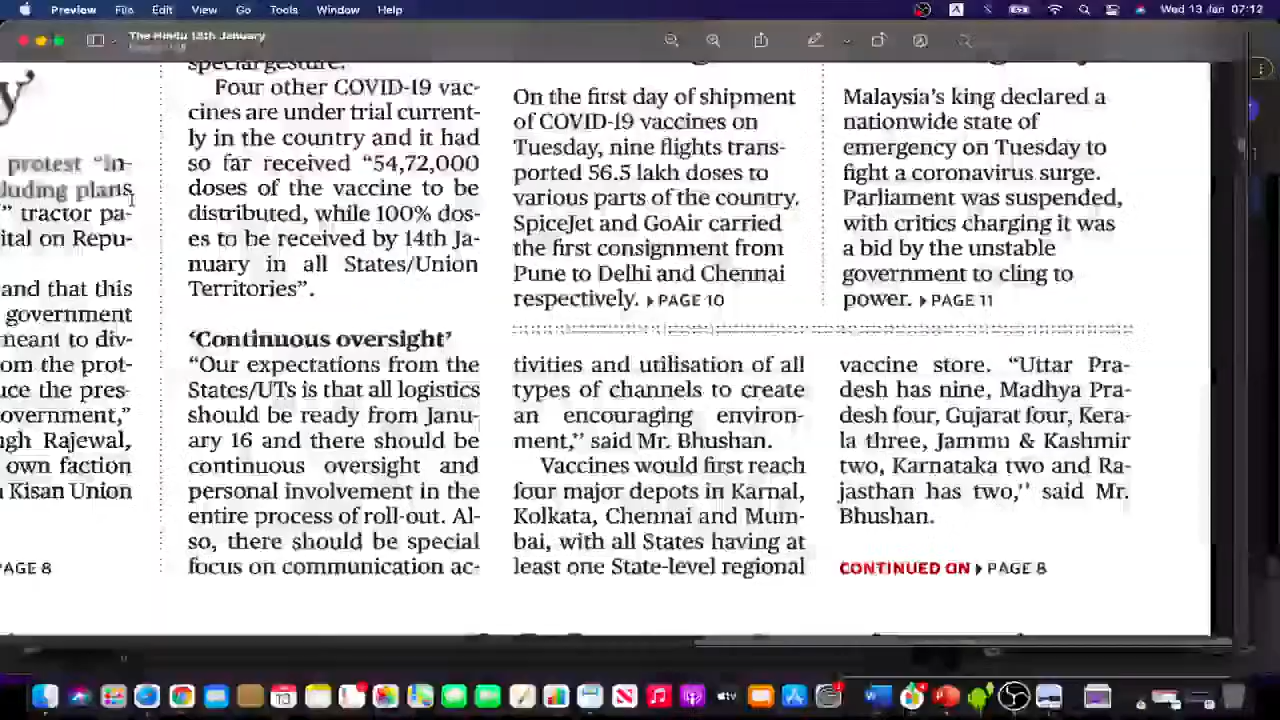 Preview File Edit View Go Tools Window Help
Wed 13 Jan 07:12
The Hindu 13th January
y’
protest “in-
cluding plans
” tractor pa-
ital on Repu-
and that this
government
meant to div-
om the prot-
uce the pres-
overnment,”
gh Rajewal,
own faction
Kisan Union
PAGE 8
special gesture.
Four other COVID-19 vac-
cines are under trial current-
ly in the country and it had
so far received “54,72,000
doses of the vaccine to be
distributed, while 100% dos-
es to be received by 14th Ja-
nuary in all States/Union
Territories”.
‘Continuous oversight’
“Our expectations from the
States/UTs is that all logistics
should be ready from Janu-
ary 16 and there should be
continuous oversight and
personal involvement in the
entire process of roll-out. Al-
so, there should be special
focus on communication ac-
On the first day of shipment
of COVID-19 vaccines on
Tuesday, nine flights trans-
ported 56.5 lakh doses to
various parts of the country.
SpiceJet and GoAir carried
the first consignment from
Pune to Delhi and Chennai
respectively. PAGE 10
Malaysia’s king declared a
nationwide state of
emergency on Tuesday to
fight a coronavirus surge.
Parliament was suspended,
with critics charging it was
a bid by the unstable
government to cling to
power. PAGE 11
tivities and utilisation of all
types of channels to create
an encouraging environ-
ment,” said Mr. Bhushan.
Vaccines would first reach
four major depots in Karnal,
Kolkata, Chennai and Mum-
bai, with all States having at
least one State-level regional
vaccine store. “Uttar Pra-
desh has nine, Madhya Pra-
desh four, Gujarat four, Kera-
la three, Jammu & Kashmir
two, Karnataka two and Ra-
jasthan has two,” said Mr.
Bhushan.
CONTINUED ON PAGE 8